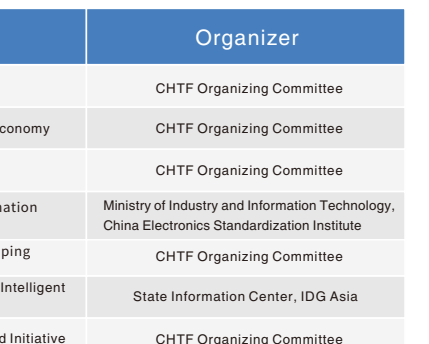 Organizer
CHTF Organizing Committee
conomy CHTF Organizing Committee
CHTF Organizing Committee
nation
Ministry of Industry and Information Technology,
China Electronics Standardization Institute
ping CHTF Organizing Committee
Intelligent
State Information Center, IDG Asia
d Initiative CHTF Organizing Committee